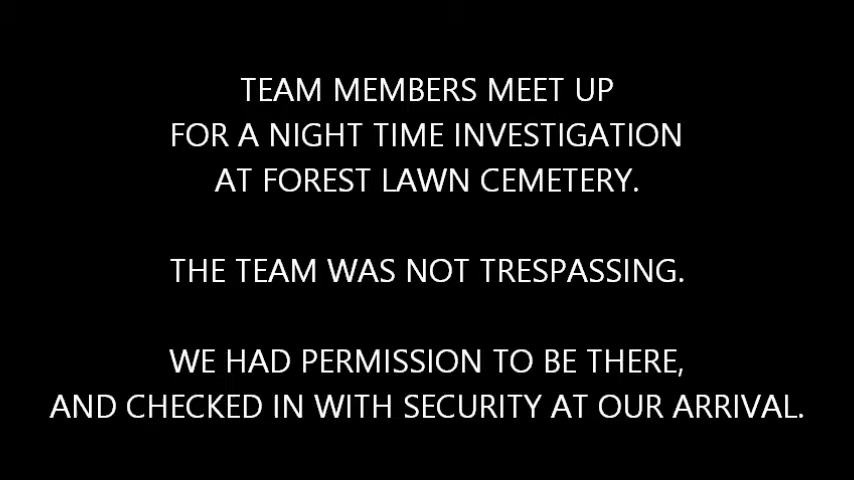 TEAM MEMBERS MEET UP
FOR A NIGHT TIME INVESTIGATION
AT FOREST LAWN CEMETERY.
THE TEAM WAS NOT TRESPASSING.
WE HAD PERMISSION TO BE THERE,
AND CHECKED IN WITH SECURITY AT OUR ARRIVAL.